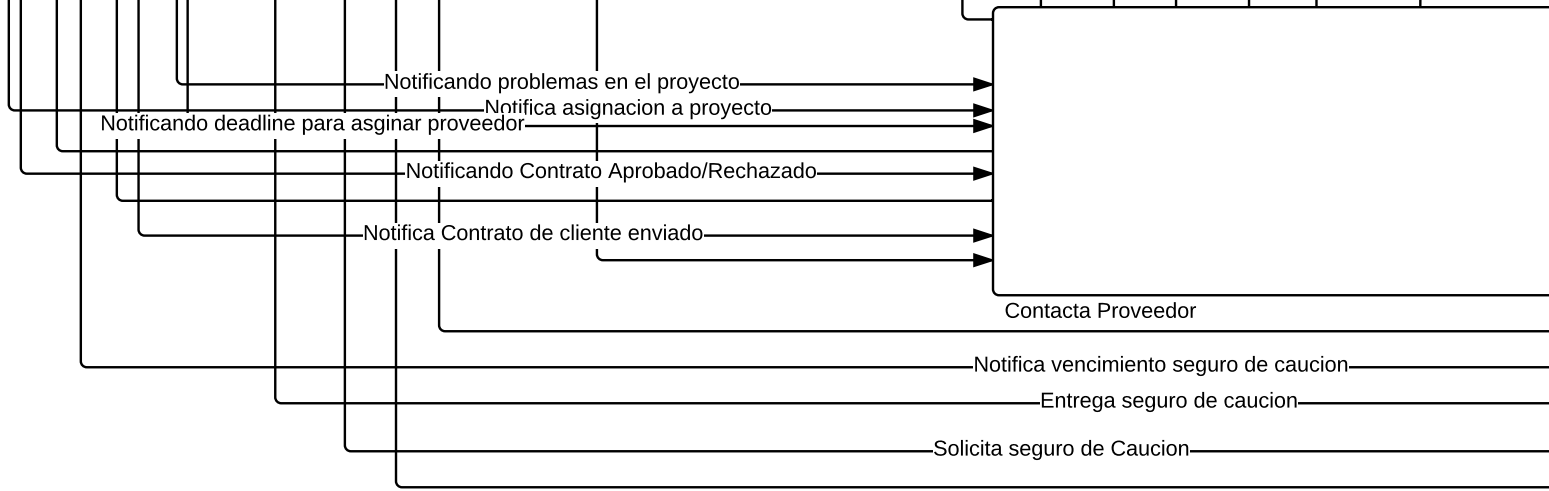 Notificando problemas en el proyecto
Notifica asignacion a proyecto
Notificando deadline para asginar proveedor
Notificando Contrato Aprobado/Rechazado
Notifica Contrato de cliente enviado
Contacta Proveedor
Notifica vencimiento seguro de caucion
Entrega seguro de caucion
Solicita seguro de Caucion